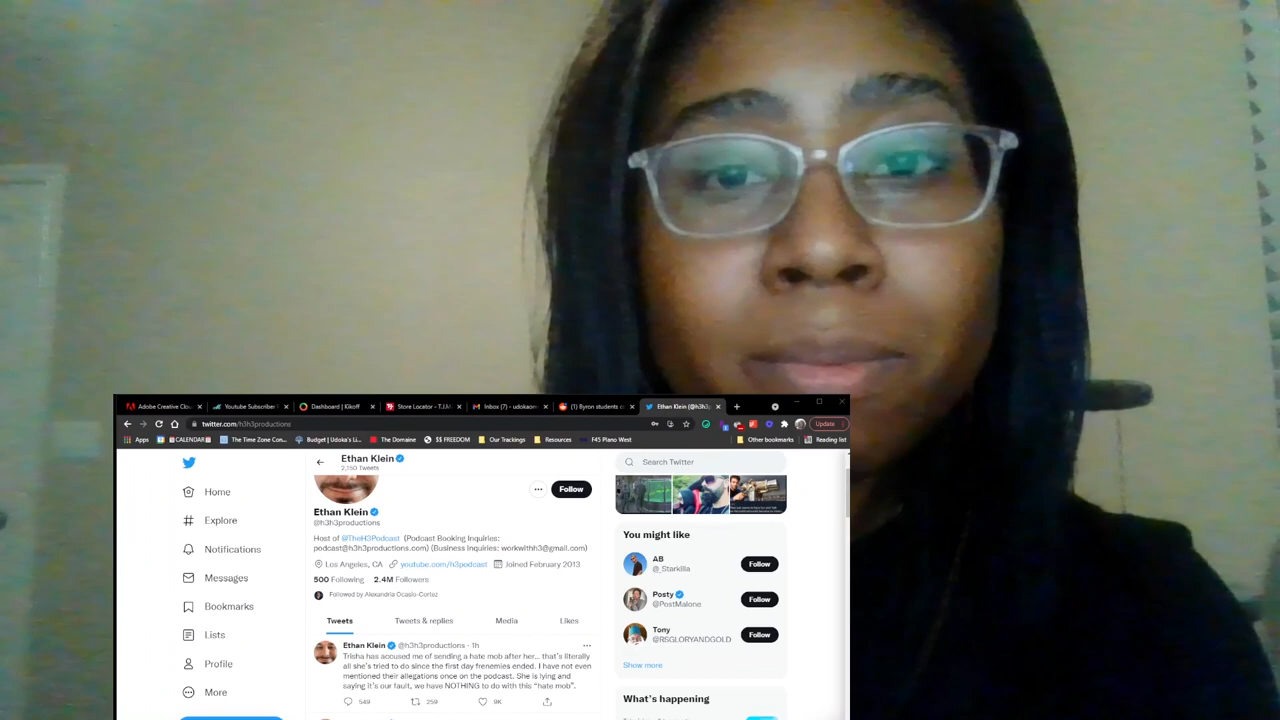 Adobe Creative Clou
Youtube Subscriber
Dashboard | Kikoff
Store Locator - T.J.M
Inbox (7) - udokaon
(1) Byron students c
Ethan Klein (@h3h3p
Update
twitter.com/h3h3productions
Apps
CALENDAR
The Time Zone Con...
Budget | Udoka's Li...
The Domaine
$$ FREEDOM
Our Trackings
Resources
F45 Plano West
Other bookmarks
Reading list
Ethan Klein
2,150 Tweets
Search Twitter
Home
Explore
Notifications
Messages
Bookmarks
Lists
Profile
More
Follow
Ethan Klein
@h3h3productions
Host of @TheH3Podcast (Podcast Booking Inquiries:
podcast@h3h3productions.com) (Business Inquiries: workwithh3@gmail.com)
Los Angeles, CA youtube.com/h3podcast Joined February 2013
500 Following 2.4M Followers
Followed by Alexandria Ocasio-Cortez
Tweets Tweets & replies Media Likes
Ethan Klein @h3h3productions · 1h
Trisha has accused me of sending a hate mob after her... that's literally
all she's tried to do since the first day frenemies ended. I have not even
mentioned their allegations once on the podcast. She is lying and
saying it's our fault, we have NOTHING to do with this "hate mob".
549 259 9K
You might like
AB
@_Starkilla
Follow
Posty
@PostMalone
Follow
Tony
@RSGLORYANDGOLD
Follow
Show more
What's happening